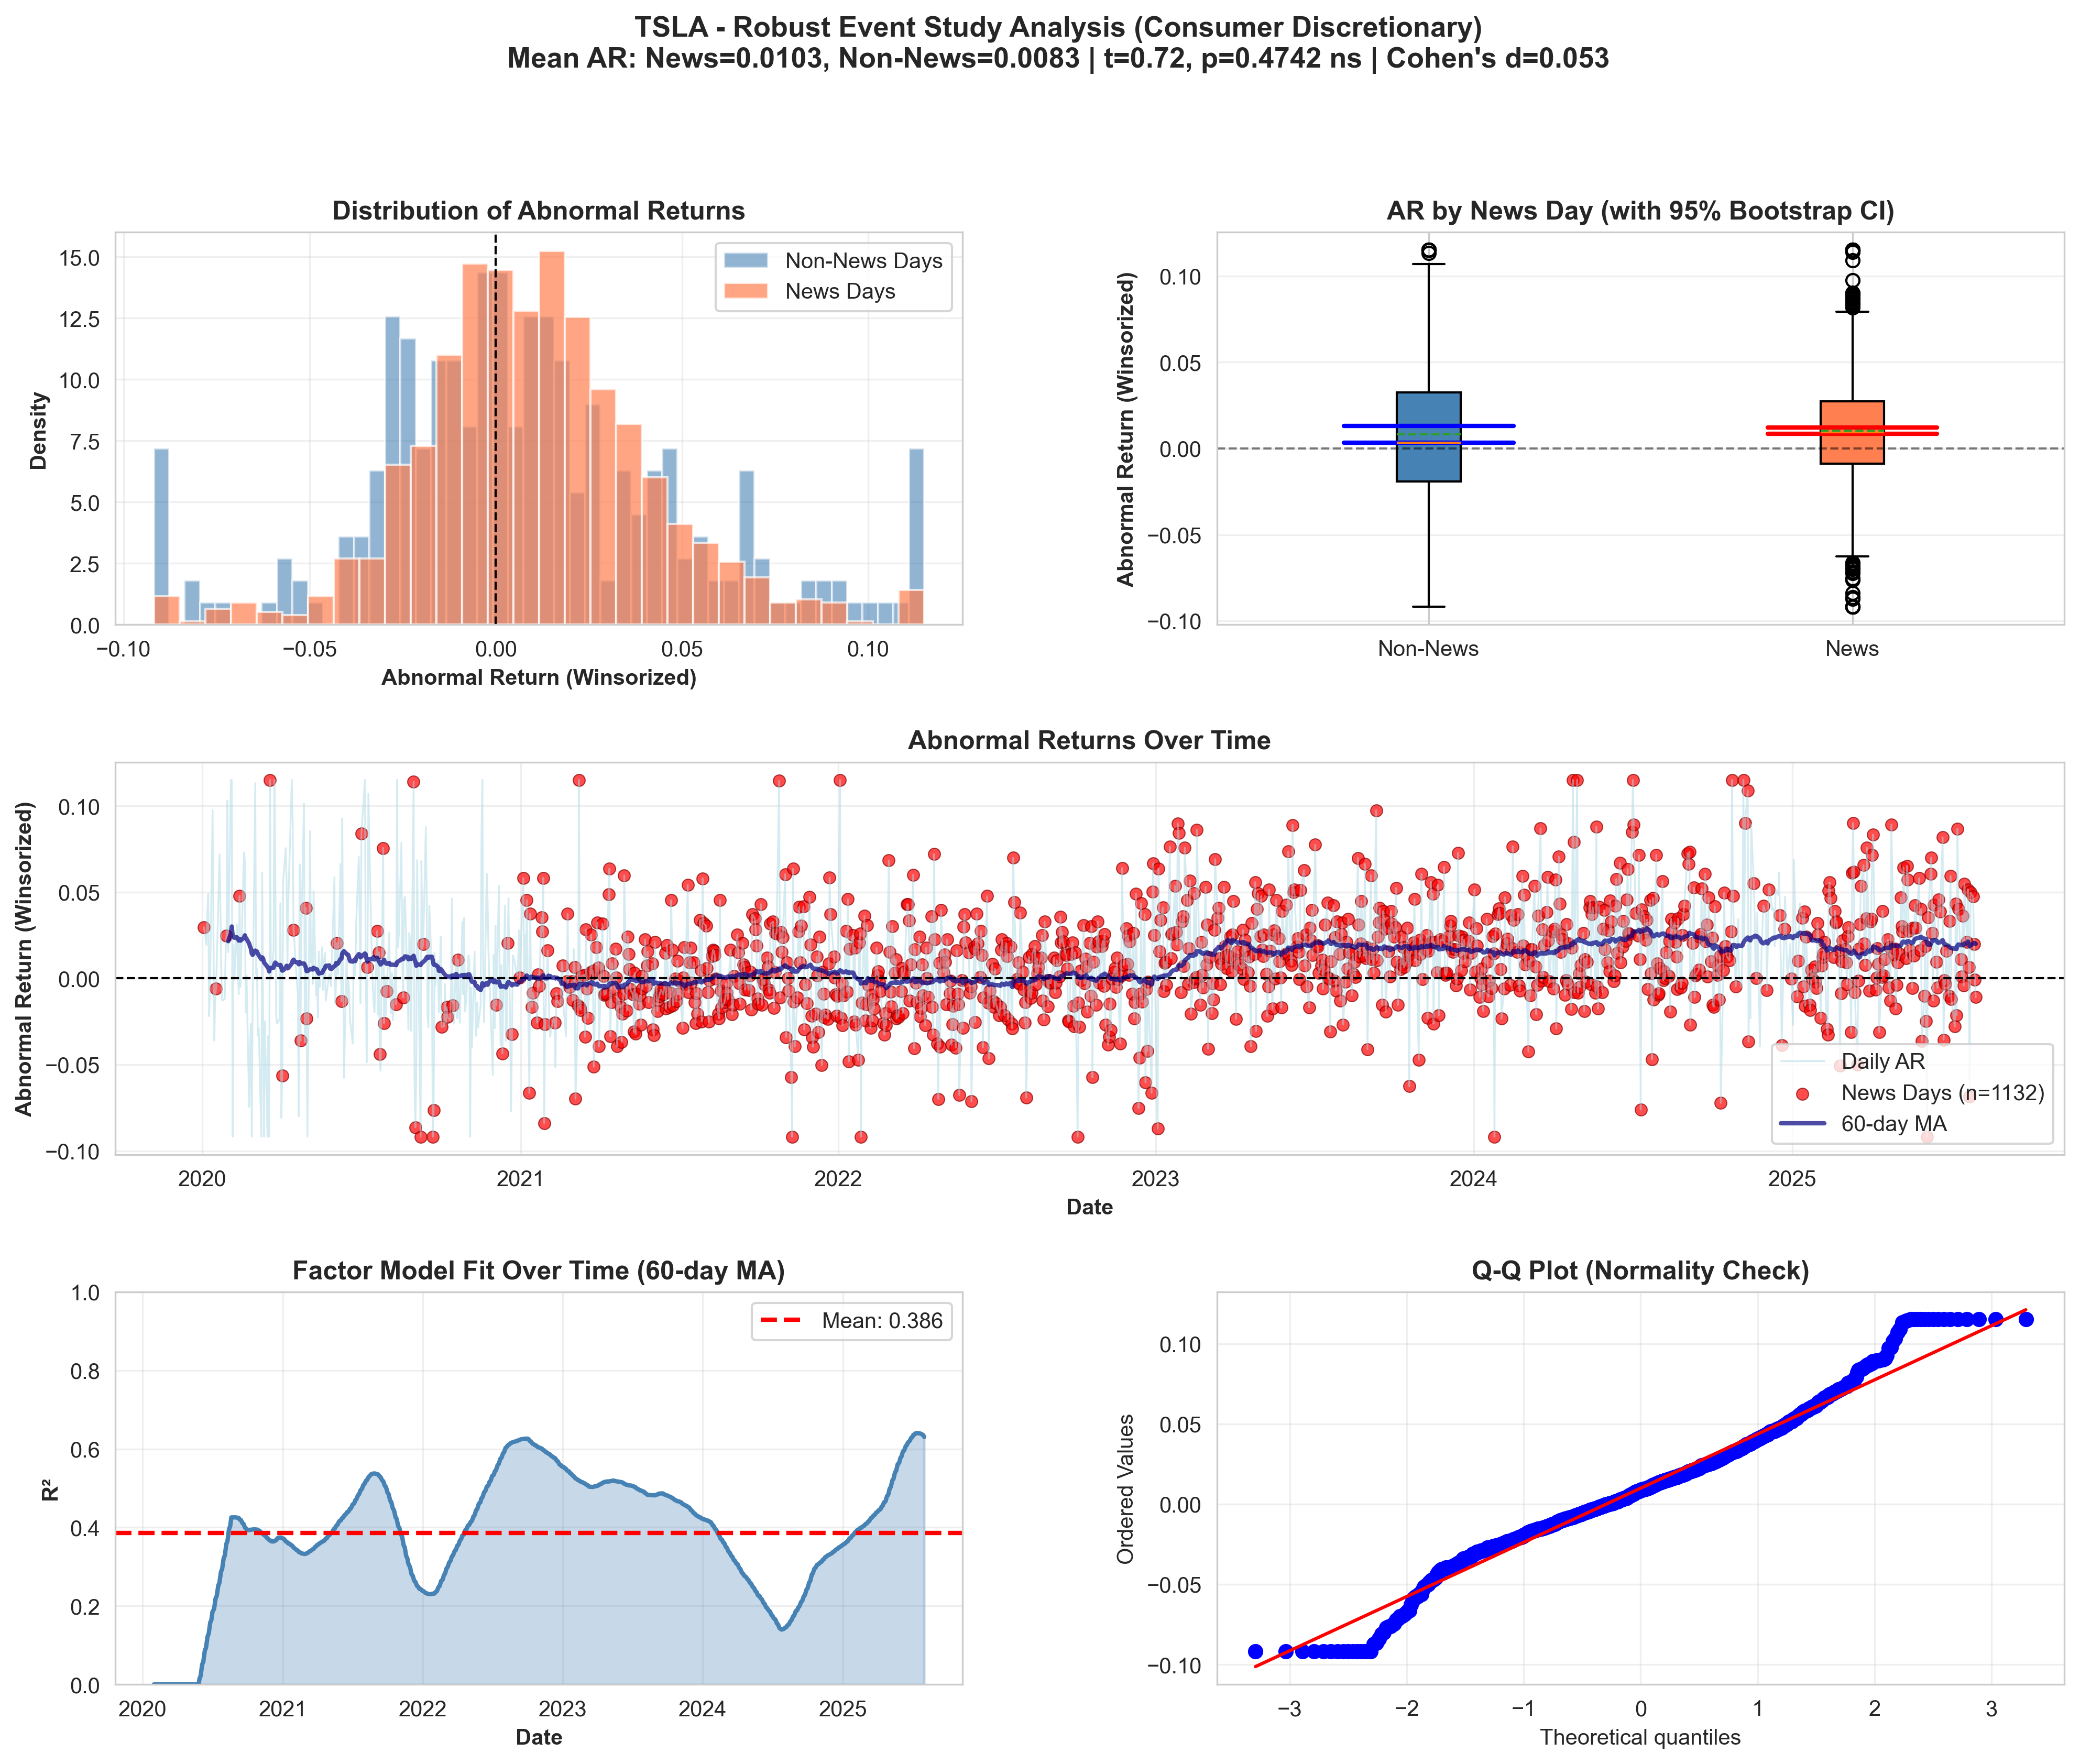 TSLA - Robust Event Study Analysis (Consumer Discretionary)
Mean AR: News=0.0103, Non-News=0.0083 | t=0.72, p=0.4742 ns | Cohen's d=0.053
Distribution of Abnormal Returns
Density
15.0
12.5
10.0
7.5
5.0
2.5
0.0
Non-News Days
News Days
−0.10
−0.05
0.00
0.05
0.10
Abnormal Return (Winsorized)
AR by News Day (with 95% Bootstrap CI)
Abnormal Return (Winsorized)
0.10
0.05
0.00
−0.05
−0.10
Non-News
News
Abnormal Returns Over Time
Abnormal Return (Winsorized)
0.10
0.05
0.00
−0.05
−0.10
Daily AR
News Days (n=1132)
60-day MA
2020
2021
2022
2023
2024
2025
Date
Factor Model Fit Over Time (60-day MA)
R²
1.0
0.8
0.6
0.4
0.2
0.0
Mean: 0.386
2020
2021
2022
2023
2024
2025
Date
Q-Q Plot (Normality Check)
Ordered Values
0.10
0.05
0.00
−0.05
−0.10
−3
−2
−1
0
1
2
3
Theoretical quantiles